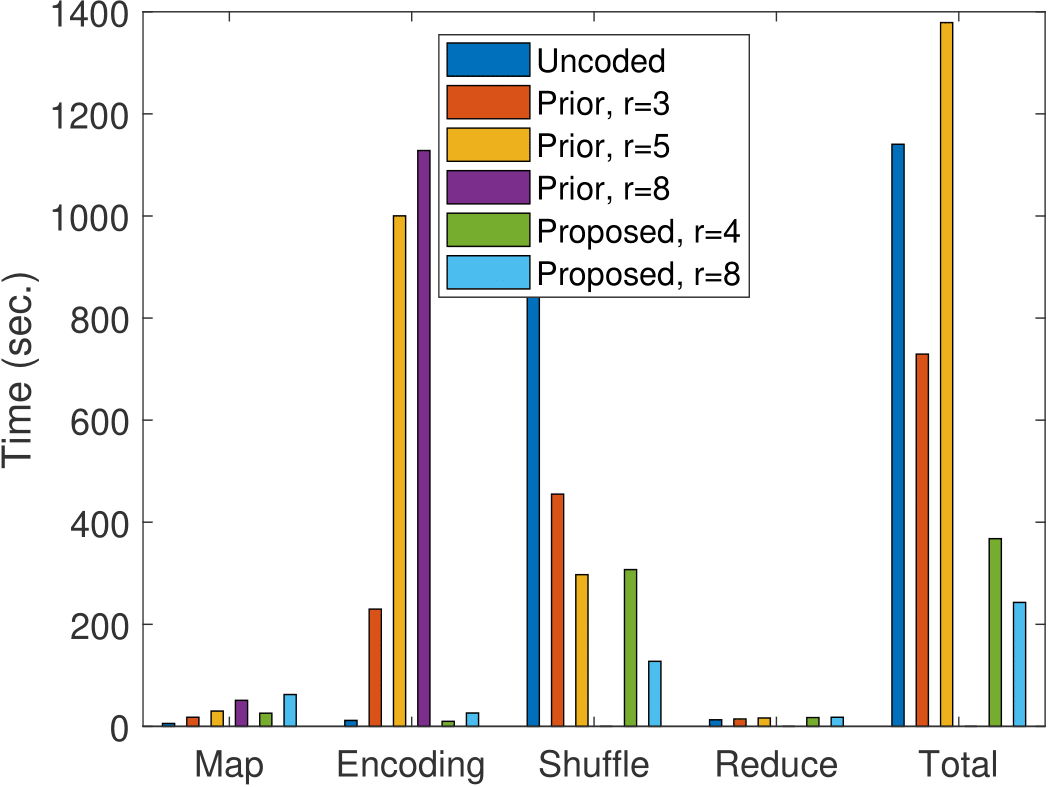 1400
1200
1000
800
600
400
200
0
Time (sec.)
Uncoded
Prior, r=3
Prior, r=5
Prior, r=8
Proposed, r=4
Proposed, r=8
Map
Encoding
Shuffle
Reduce
Total